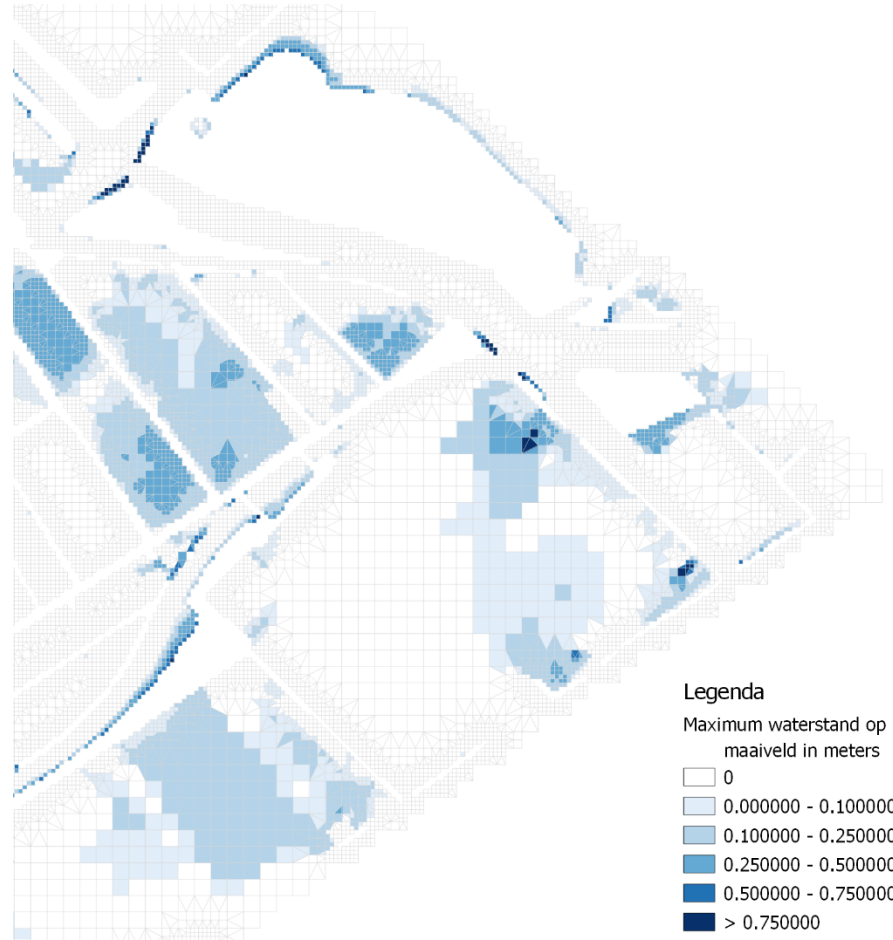 Legenda
Maximum waterstand op
maaiveld in meters
0
0.000000 - 0.100000
0.100000 - 0.250000
0.250000 - 0.500000
0.500000 - 0.750000
> 0.750000